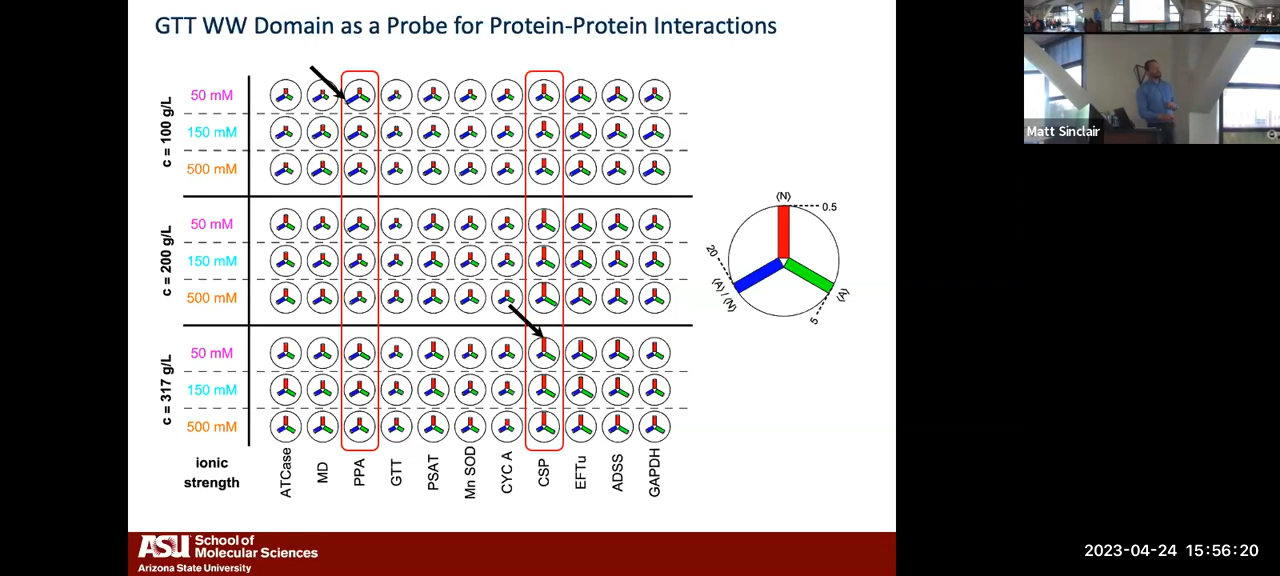 GTT WW Domain as a Probe for Protein-Protein Interactions
c = 100 g/L
50 mM
150 mM
500 mM
c = 200 g/L
50 mM
150 mM
500 mM
c = 317 g/L
50 mM
150 mM
500 mM
ionic
strength
ATCase
MD
PPA
GTT
PSAT
Mn SOD
CYC A
CSP
EFTu
ADSS
GAPDH
⟨N⟩
0.5
20
⟨A⟩ / ⟨N⟩
⟨A⟩
5
Matt Sinclair
ASU School of
Molecular Sciences
Arizona State University
2023-04-24 15:56:20